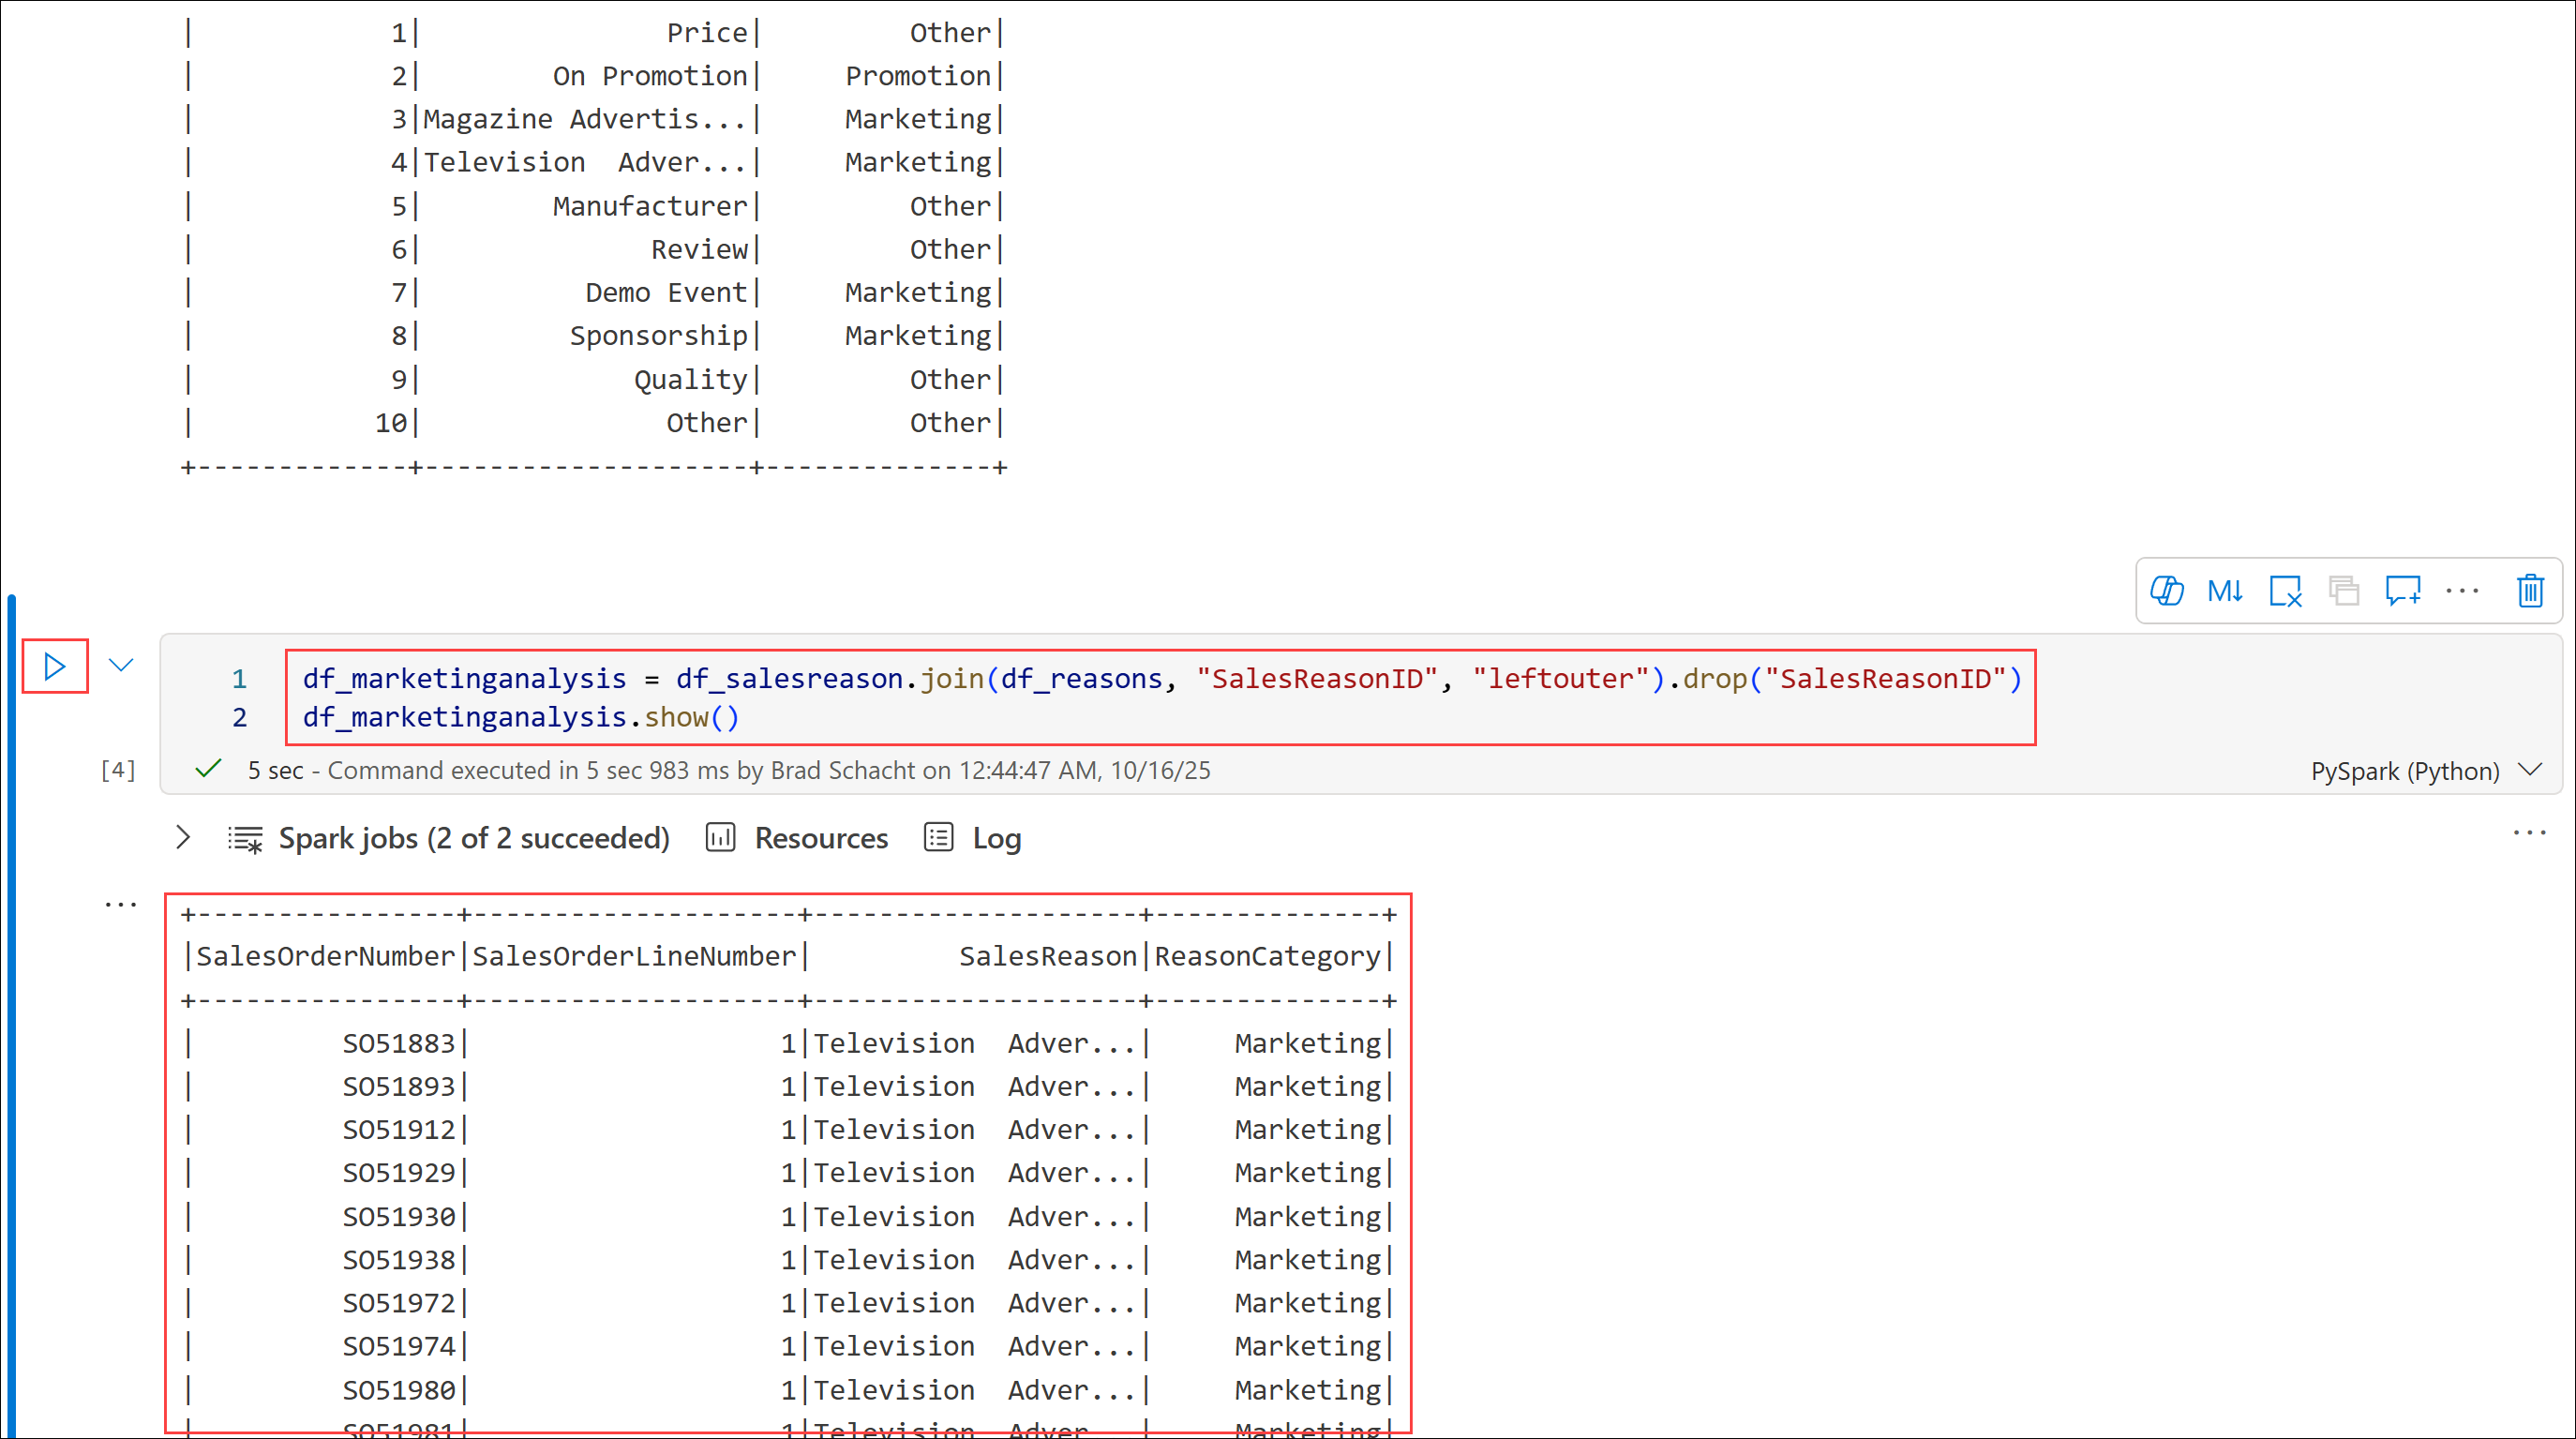 |             1|               Price|         Other|
|             2|        On Promotion|     Promotion|
|             3|Magazine Advertis...|     Marketing|
|             4|Television  Adver...|     Marketing|
|             5|        Manufacturer|         Other|
|             6|              Review|         Other|
|             7|          Demo Event|     Marketing|
|             8|         Sponsorship|     Marketing|
|             9|             Quality|         Other|
|            10|               Other|         Other|
+-------------+--------------------+--------------+
M↓
1 df_marketinganalysis = df_salesreason.join(df_reasons, "SalesReasonID", "leftouter").drop("SalesReasonID")
2 df_marketinganalysis.show()
[4] 5 sec - Command executed in 5 sec 983 ms by Brad Schacht on 12:44:47 AM, 10/16/25 PySpark (Python)
Spark jobs (2 of 2 succeeded) Resources Log
+----------------+--------------------+--------------------+--------------+
|SalesOrderNumber|SalesOrderLineNumber|         SalesReason|ReasonCategory|
+----------------+--------------------+--------------------+--------------+
|         SO51883|                   1|Television  Adver...|     Marketing|
|         SO51893|                   1|Television  Adver...|     Marketing|
|         SO51912|                   1|Television  Adver...|     Marketing|
|         SO51929|                   1|Television  Adver...|     Marketing|
|         SO51930|                   1|Television  Adver...|     Marketing|
|         SO51938|                   1|Television  Adver...|     Marketing|
|         SO51972|                   1|Television  Adver...|     Marketing|
|         SO51974|                   1|Television  Adver...|     Marketing|
|         SO51980|                   1|Television  Adver...|     Marketing|
|         SO51981|                   1|Television  Adver...|     Marketing|